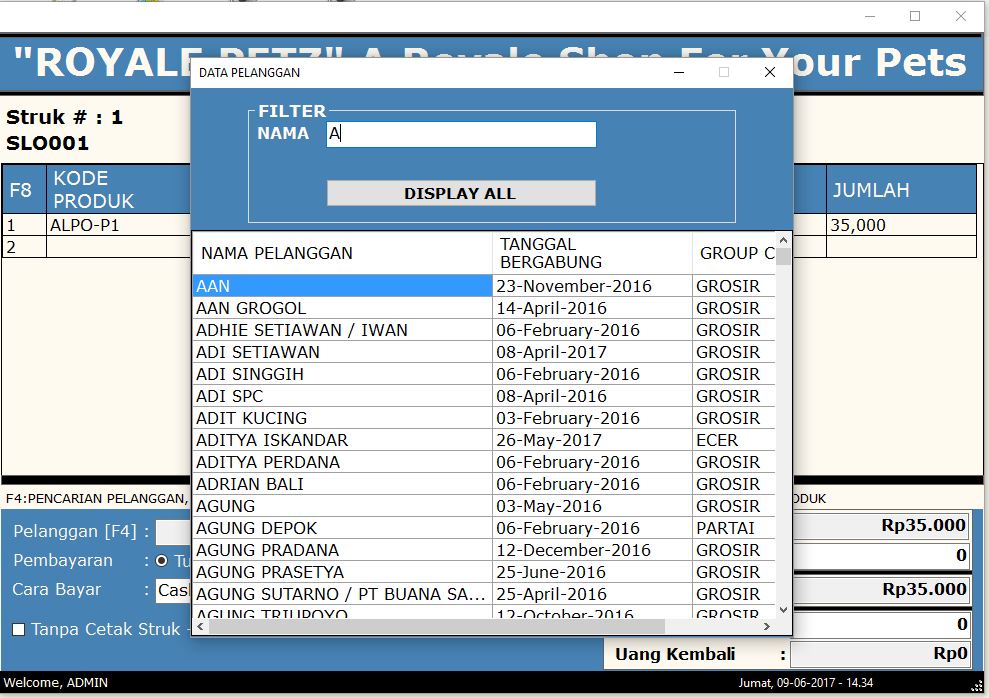 "ROYALE PETZ" A Royale Shop For Your Pets
DATA PELANGGAN
Struk # : 1
SLO001
FILTER
NAMA A
DISPLAY ALL
F8 KODE PRODUK JUMLAH
1 ALPO-P1 35,000
2
NAMA PELANGGAN TANGGAL BERGABUNG GROUP C
AAN 23-November-2016 GROSIR
AAN GROGOL 14-April-2016 GROSIR
ADHIE SETIAWAN / IWAN 06-February-2016 GROSIR
ADI SETIAWAN 08-April-2017 GROSIR
ADI SINGGIH 06-February-2016 GROSIR
ADI SPC 08-April-2016 GROSIR
ADIT KUCING 03-February-2016 GROSIR
ADITYA ISKANDAR 26-May-2017 ECER
ADITYA PERDANA 06-February-2016 GROSIR
ADRIAN BALI 06-February-2016 GROSIR
AGUNG 03-May-2016 GROSIR
AGUNG DEPOK 06-February-2016 PARTAI
AGUNG PRADANA 12-December-2016 GROSIR
AGUNG PRASETYA 25-June-2016 GROSIR
AGUNG SUTARNO / PT BUANA SA... 25-April-2016 GROSIR
AGUNG TRIUPOYO 12-October-2016 GROSIR
F4:PENCARIAN PELANGGAN, DUK
Pelanggan [F4] : Rp35.000
Pembayaran : Tu 0
Cara Bayar : Cash Rp35.000
Tanpa Cetak Struk - 0
Uang Kembali : Rp0
Welcome, ADMIN Jumat, 09-06-2017 - 14.34